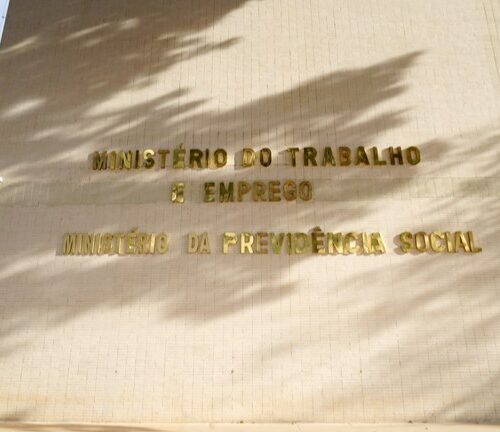 MINISTÉRIO DO TRABALHO
E EMPREGO
MINISTÉRIO DA PREVIDÊNCIA SOCIAL